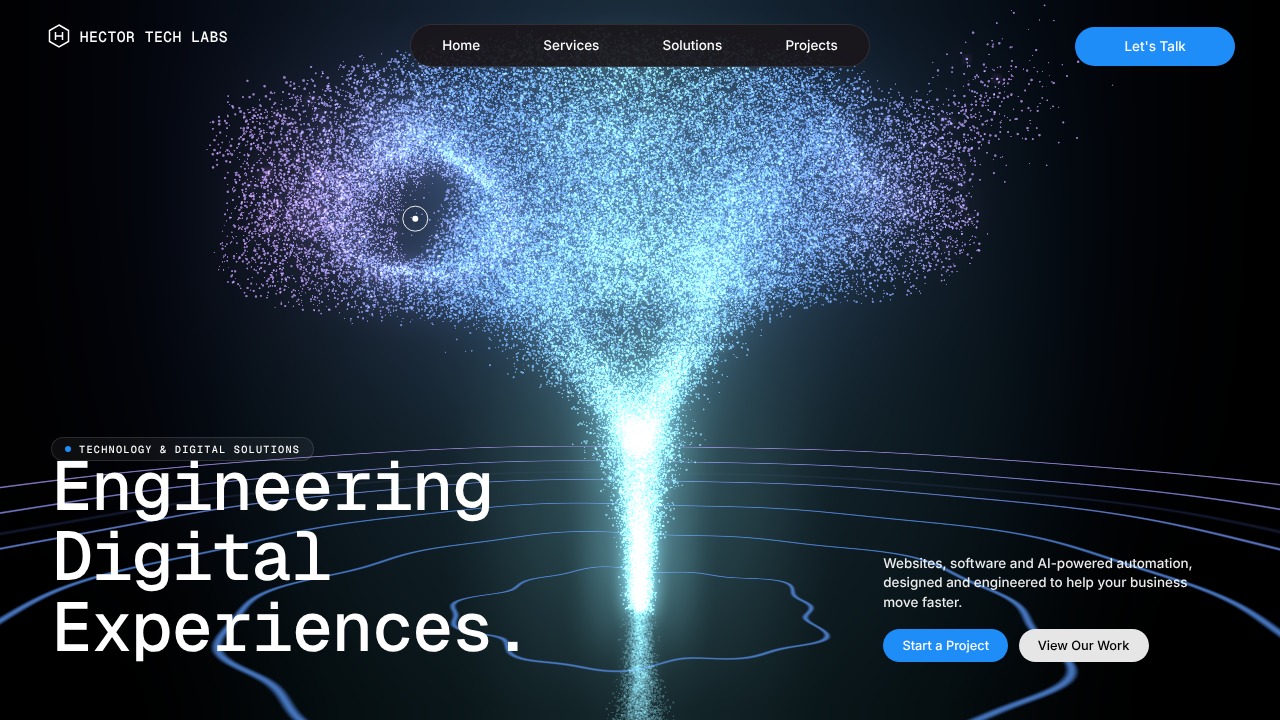 HECTOR TECH LABS
Home Services Solutions Projects
Let's Talk
TECHNOLOGY & DIGITAL SOLUTIONS
Engineering
Digital
Experiences.
Websites, software and AI-powered automation,
designed and engineered to help your business
move faster.
Start a Project View Our Work